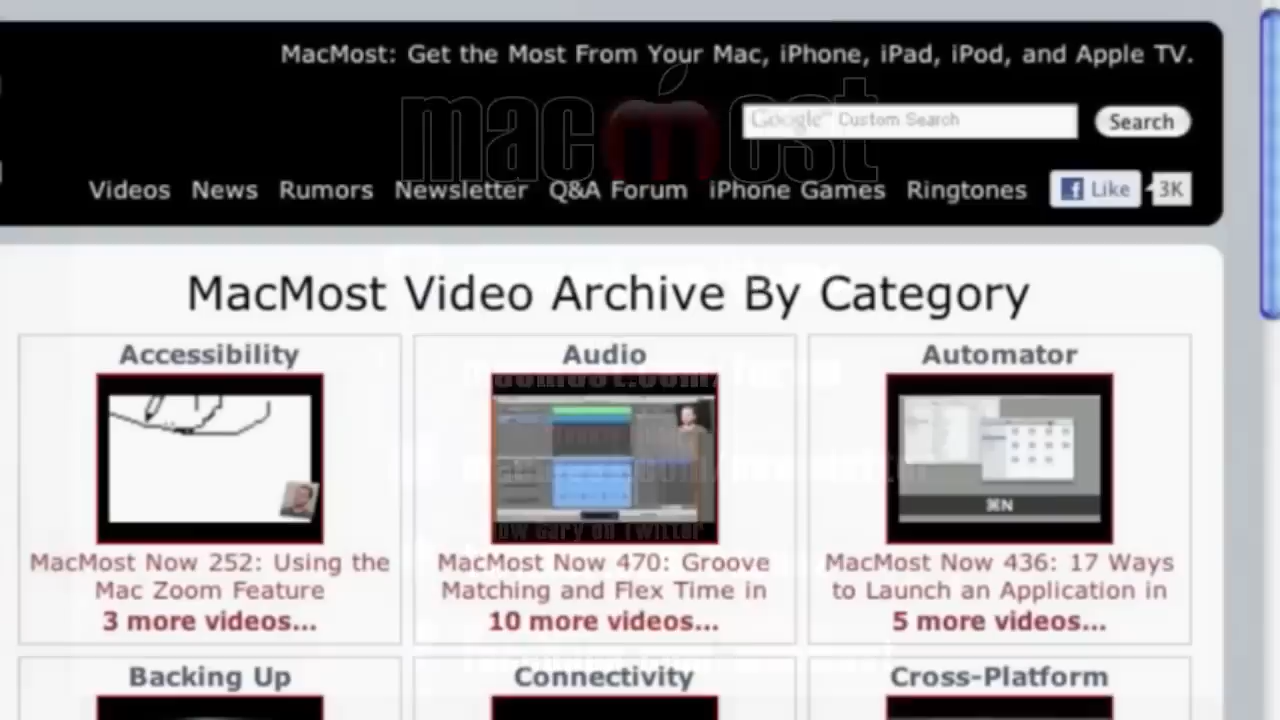 MacMost: Get the Most From Your Mac, iPhone, iPad, iPod, and Apple TV.
mac most
Google™ Custom Search
Search
Videos News Rumors Newsletter Q&A Forum iPhone Games Ringtones Like 3K
MacMost Video Archive By Category
Accessibility Audio Automator
⌘N
MacMost Now 252: Using the
Mac Zoom Feature
3 more videos...
MacMost Now 470: Groove
Matching and Flex Time in
10 more videos...
MacMost Now 436: 17 Ways
to Launch an Application in
5 more videos...
Backing Up Connectivity Cross-Platform